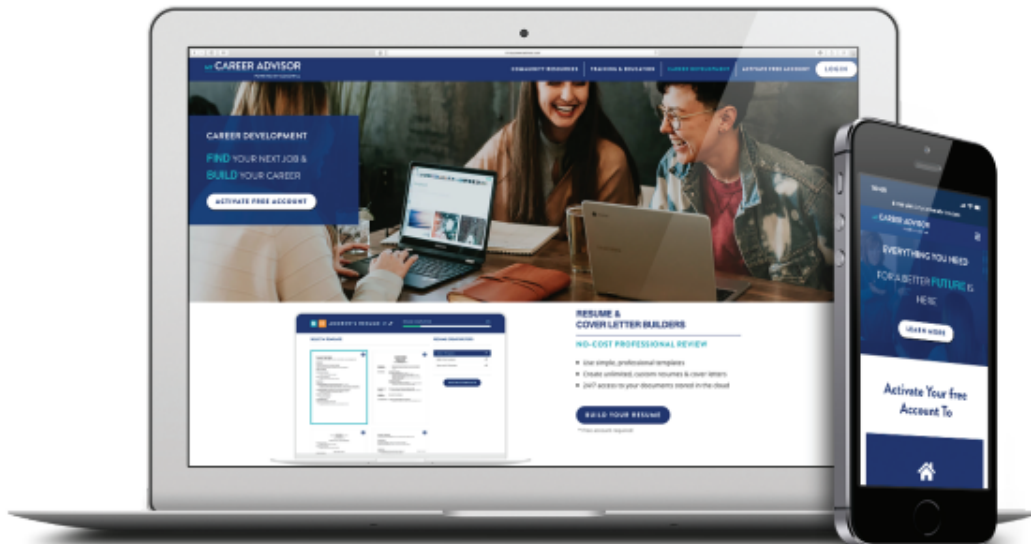 MY CAREER ADVISOR
COMMUNITY RESOURCES
TRAINING & EDUCATION
CAREER DEVELOPMENT
ACTIVATE FREE ACCOUNT
LOGIN
CAREER DEVELOPMENT
FIND YOUR NEXT JOB &
BUILD YOUR CAREER
ACTIVATE FREE ACCOUNT
RESUME &
COVER LETTER BUILDERS
NO-COST PROFESSIONAL REVIEW
Use simple, professional templates
Create unlimited, custom resumes & cover letters
24/7 access to your documents stored in the cloud
BUILD YOUR RESUME
CAREER ADVISOR
EVERYTHING YOU NEED
FOR A BETTER FUTURE IS
HERE
LEARN MORE
Activate Your free
Account To